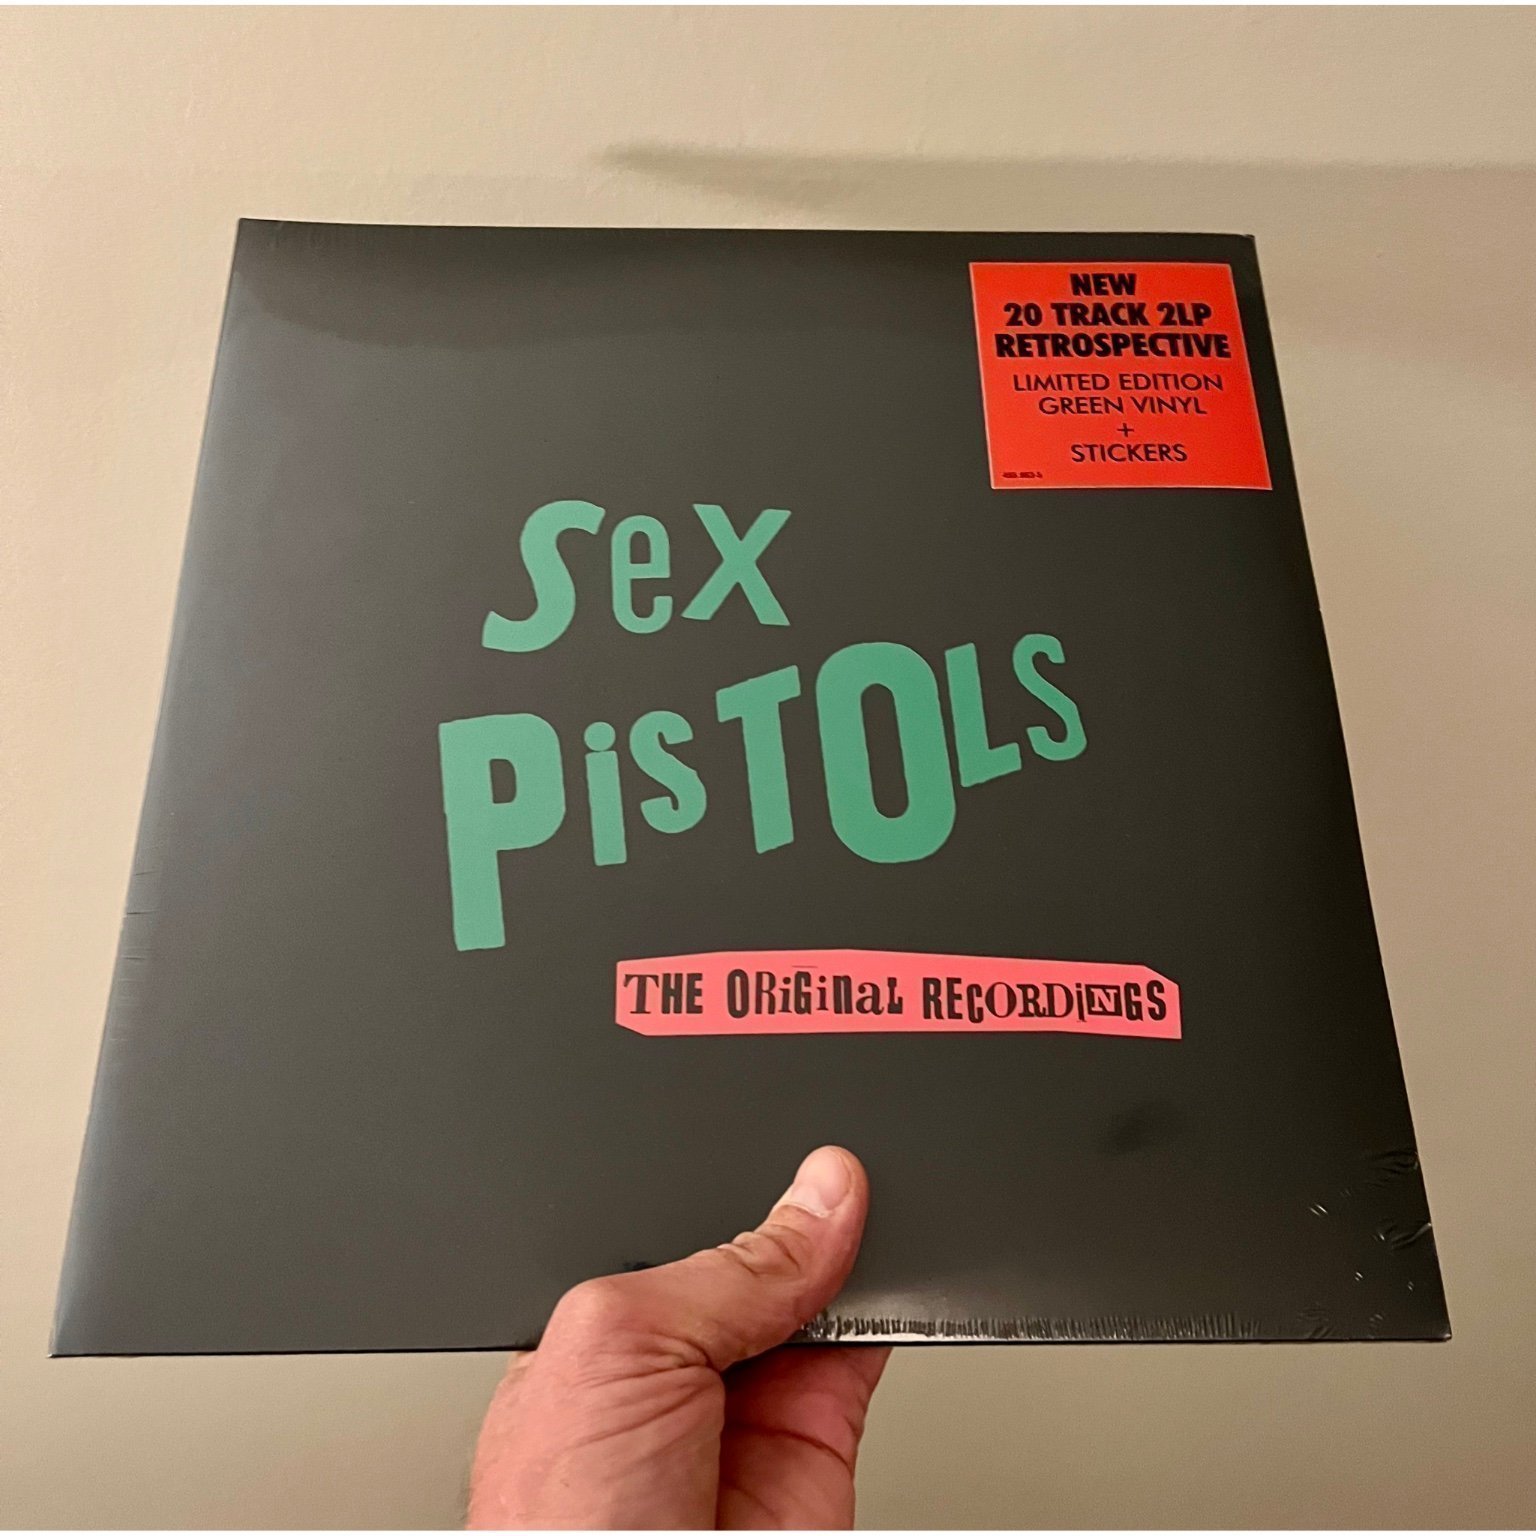 NEW
20 TRACK 2LP
RETROSPECTIVE
LIMITED EDITION
GREEN VINYL
+
STICKERS
Sex
PiSTOLS
THE ORiGiNaL RECORDiNGS